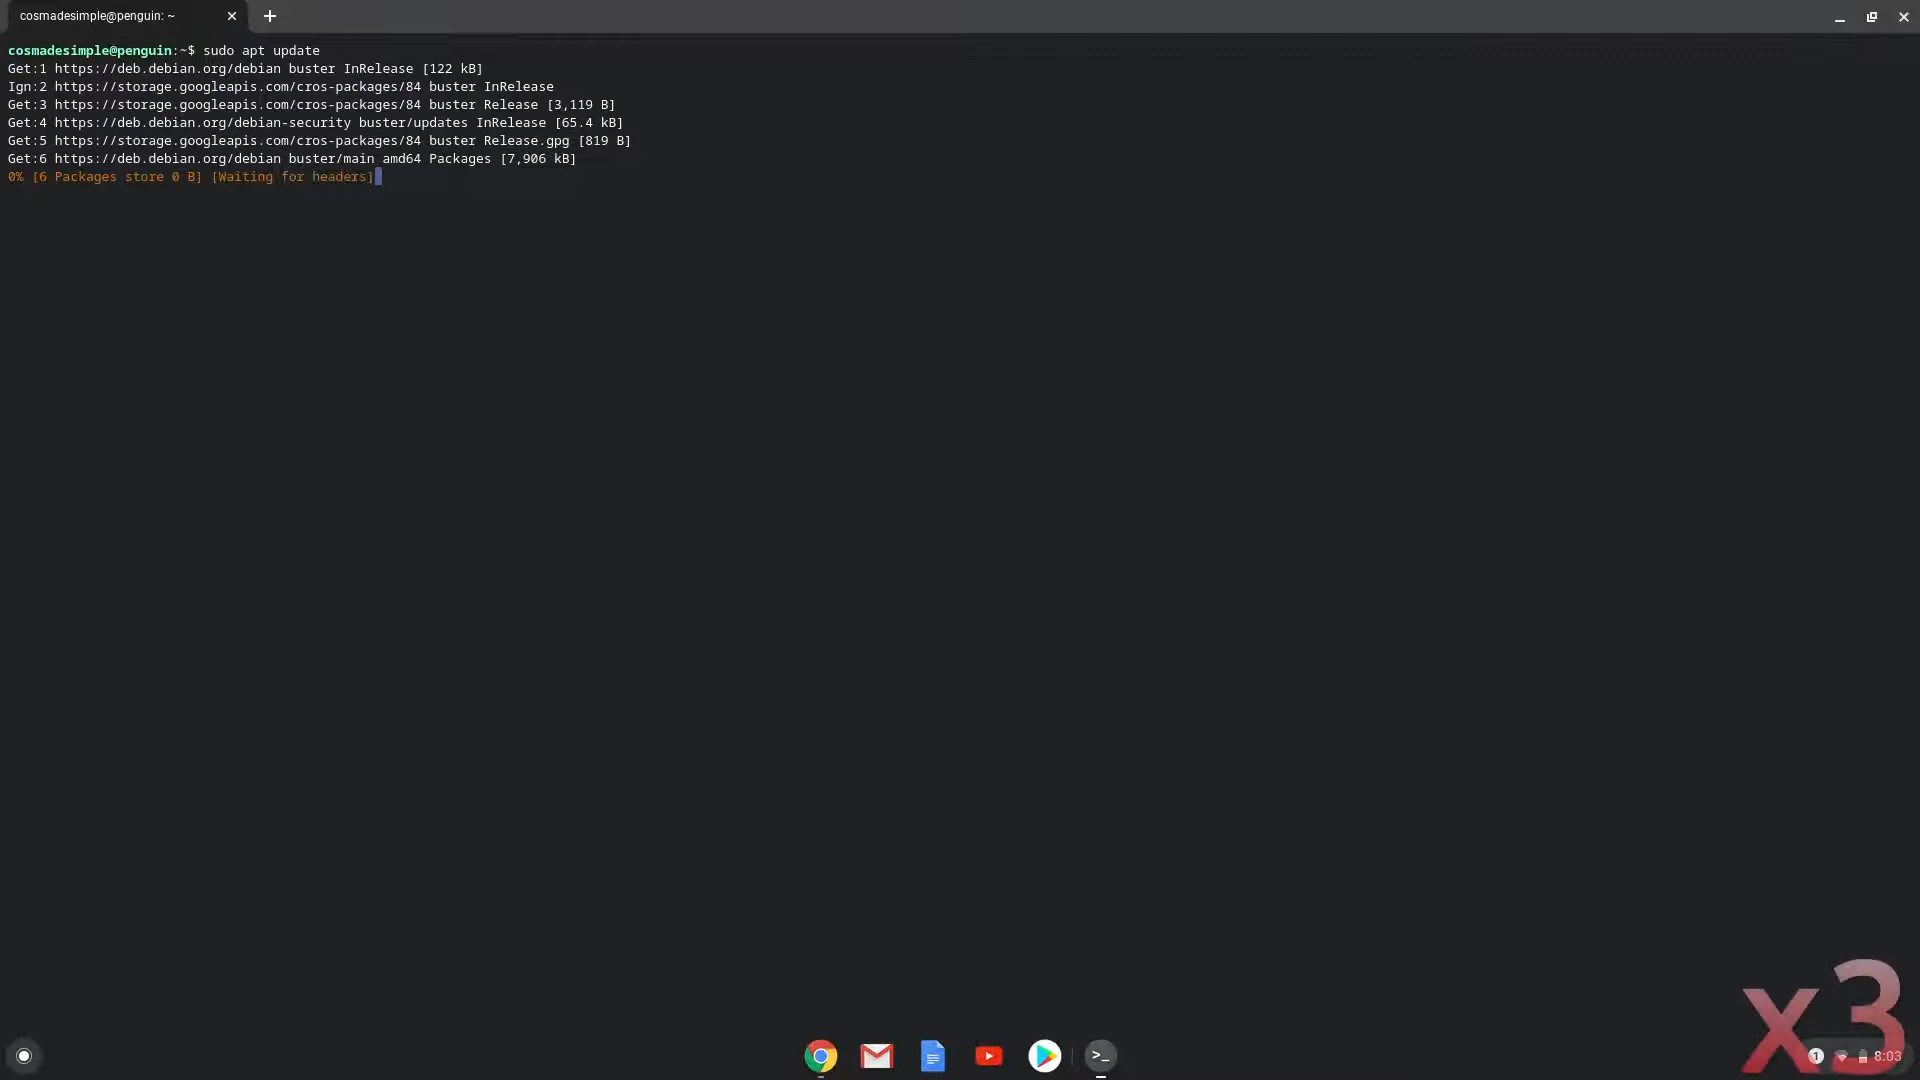 cosmadesimple@penguin: ~
cosmadesimple@penguin:~$ sudo apt update
Get:1 https://deb.debian.org/debian buster InRelease [122 kB]
Ign:2 https://storage.googleapis.com/cros-packages/84 buster InRelease
Get:3 https://storage.googleapis.com/cros-packages/84 buster Release [3,119 B]
Get:4 https://deb.debian.org/debian-security buster/updates InRelease [65.4 kB]
Get:5 https://storage.googleapis.com/cros-packages/84 buster Release.gpg [819 B]
Get:6 https://deb.debian.org/debian buster/main amd64 Packages [7,906 kB]
0% [6 Packages store 0 B] [Waiting for headers]
x3
>_
1 8:03